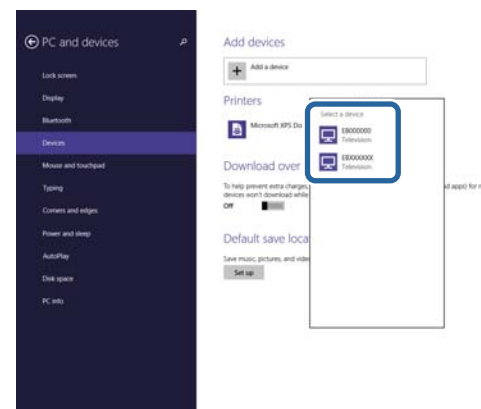 PC and devices
Lock screen
Display
Bluetooth
Devices
Mouse and touchpad
Typing
Corners and edges
Power and sleep
AutoPlay
Disk space
PC info
Add devices
Add a device
Printers
Microsoft XPS Do
Select a device
EB000000
Television
EBXXXXXX
Television
Download over
To help prevent extra charges,
d apps) for n
devices won't download while
Off
Default save loca
Save music, pictures, and vide
Set up